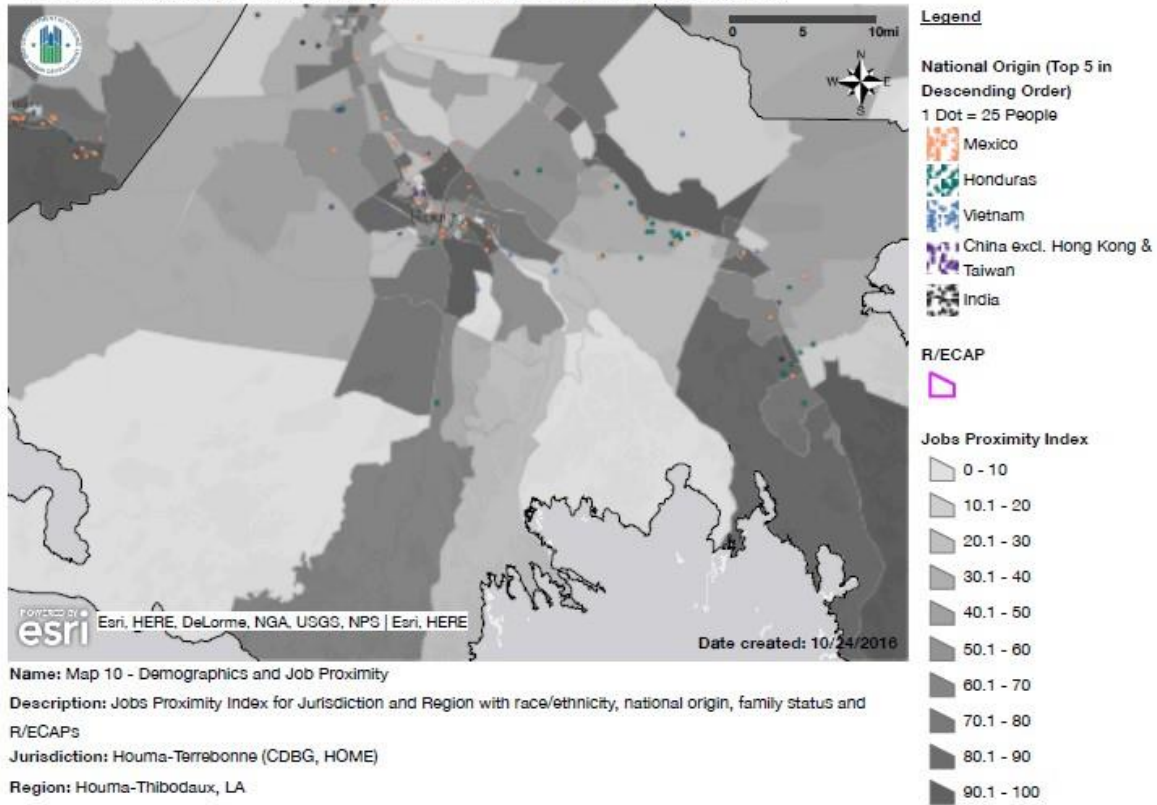 0 5 10mi
N
W E
S
Legend
National Origin (Top 5 in
Descending Order)
1 Dot = 25 People
Mexico
Honduras
Vietnam
China excl. Hong Kong &
Taiwan
India
R/ECAP
Jobs Proximity Index
0 - 10
10.1 - 20
20.1 - 30
30.1 - 40
40.1 - 50
50.1 - 60
60.1 - 70
70.1 - 80
80.1 - 90
90.1 - 100
POWERED BY
esri
Esri, HERE, DeLorme, NGA, USGS, NPS | Esri, HERE
Date created: 10/24/2016
Name: Map 10 - Demographics and Job Proximity
Description: Jobs Proximity Index for Jurisdiction and Region with race/ethnicity, national origin, family status and
R/ECAPs
Jurisdiction: Houma-Terrebonne (CDBG, HOME)
Region: Houma-Thibodaux, LA